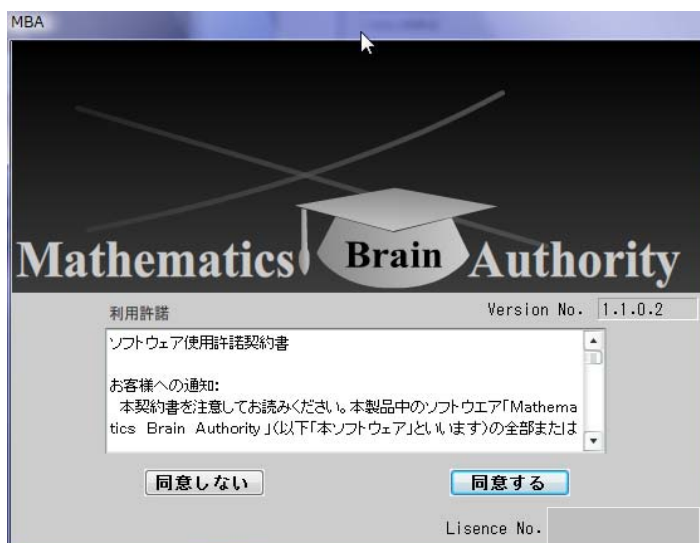 MBA
Mathematics Brain Authority
利用許諾
Version No. 1.1.0.2
ソフトウェア使用許諾契約書
お客様への通知:
本契約書を注意してお読みください。本製品中のソフトウエア「Mathema
tics Brain Authority」(以下「本ソフトウェア」といいます)の全部または
同意しない 同意する
Lisence No.